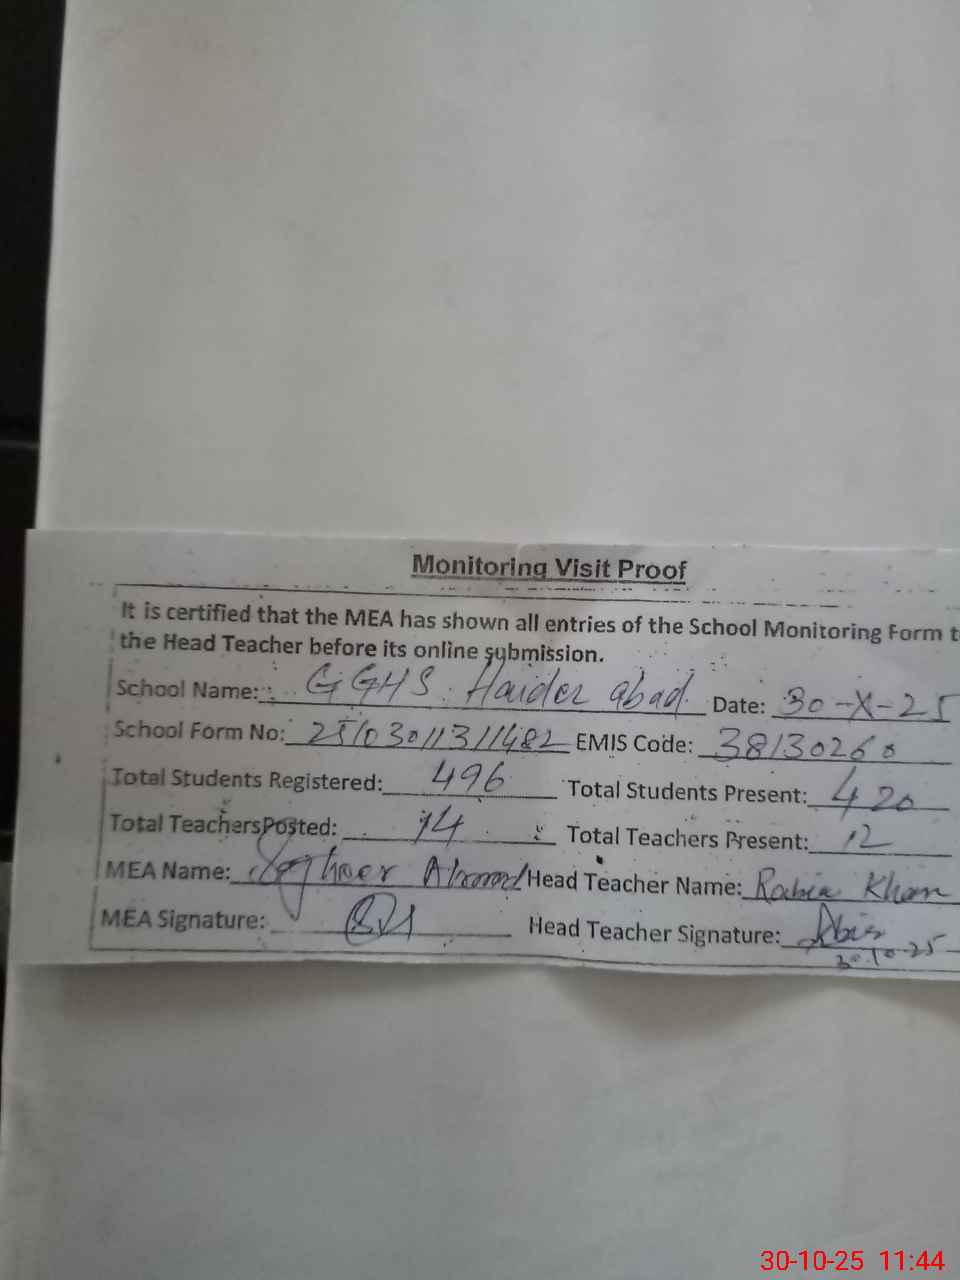 Monitoring Visit Proof
It is certified that the MEA has shown all entries of the School Monitoring Form t
the Head Teacher before its online submission.
School Name: GGHS Haider abad Date: 30-X-25
School Form No: 25103011311482 EMIS Code: 38130260
Total Students Registered: 496 Total Students Present: 420
Total TeachersPosted: 14 Total Teachers Present: 12
MEA Name: Ahmad Head Teacher Name: Rabia Khan
MEA Signature: Head Teacher Signature:
30.10.25
30-10-25 11:44